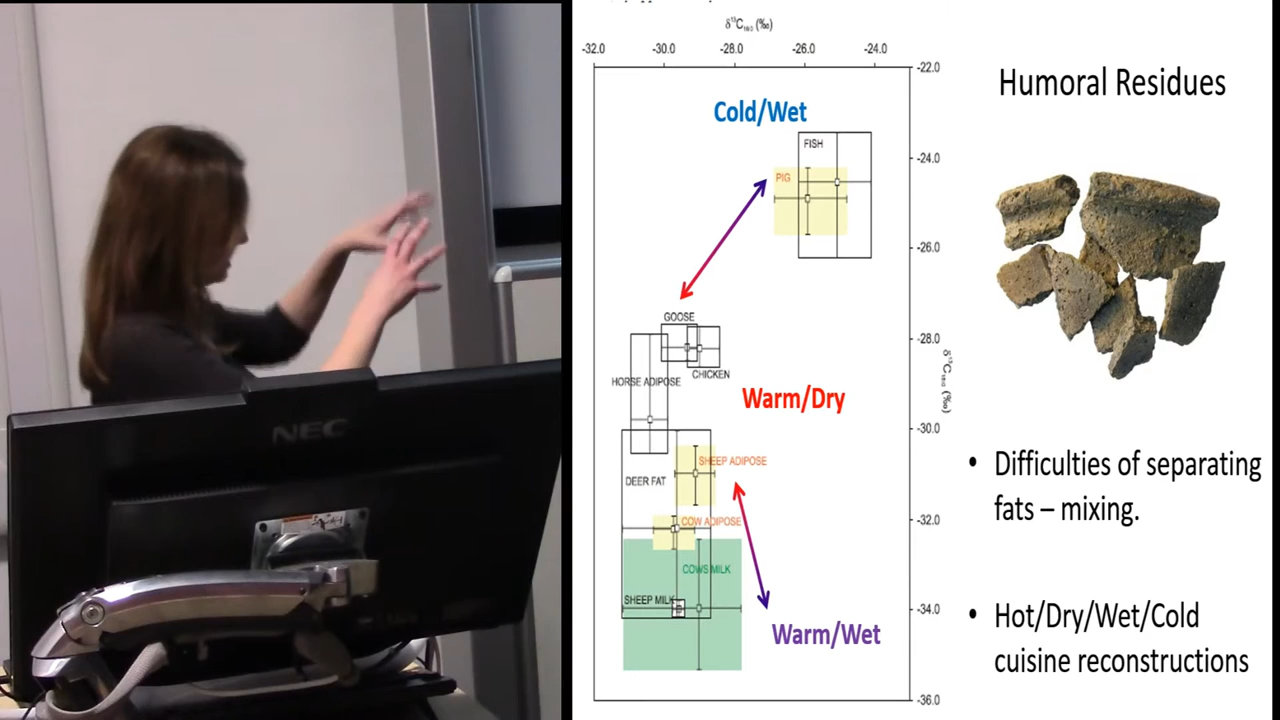 NEC
δ¹³C₁₆:₀ (‰)
-32.0 -30.0 -28.0 -26.0 -24.0
-22.0
Cold/Wet
FISH
-24.0
PIG
-26.0
GOOSE
-28.0
CHICKEN
HORSE ADIPOSE
Warm/Dry
δ¹³C₁₈:₀ (‰)
-30.0
SHEEP ADIPOSE
DEER FAT
COW ADIPOSE
-32.0
COWS MILK
SHEEP MILK
-34.0
Warm/Wet
-36.0
Humoral Residues
• Difficulties of separating
fats – mixing.
• Hot/Dry/Wet/Cold
cuisine reconstructions